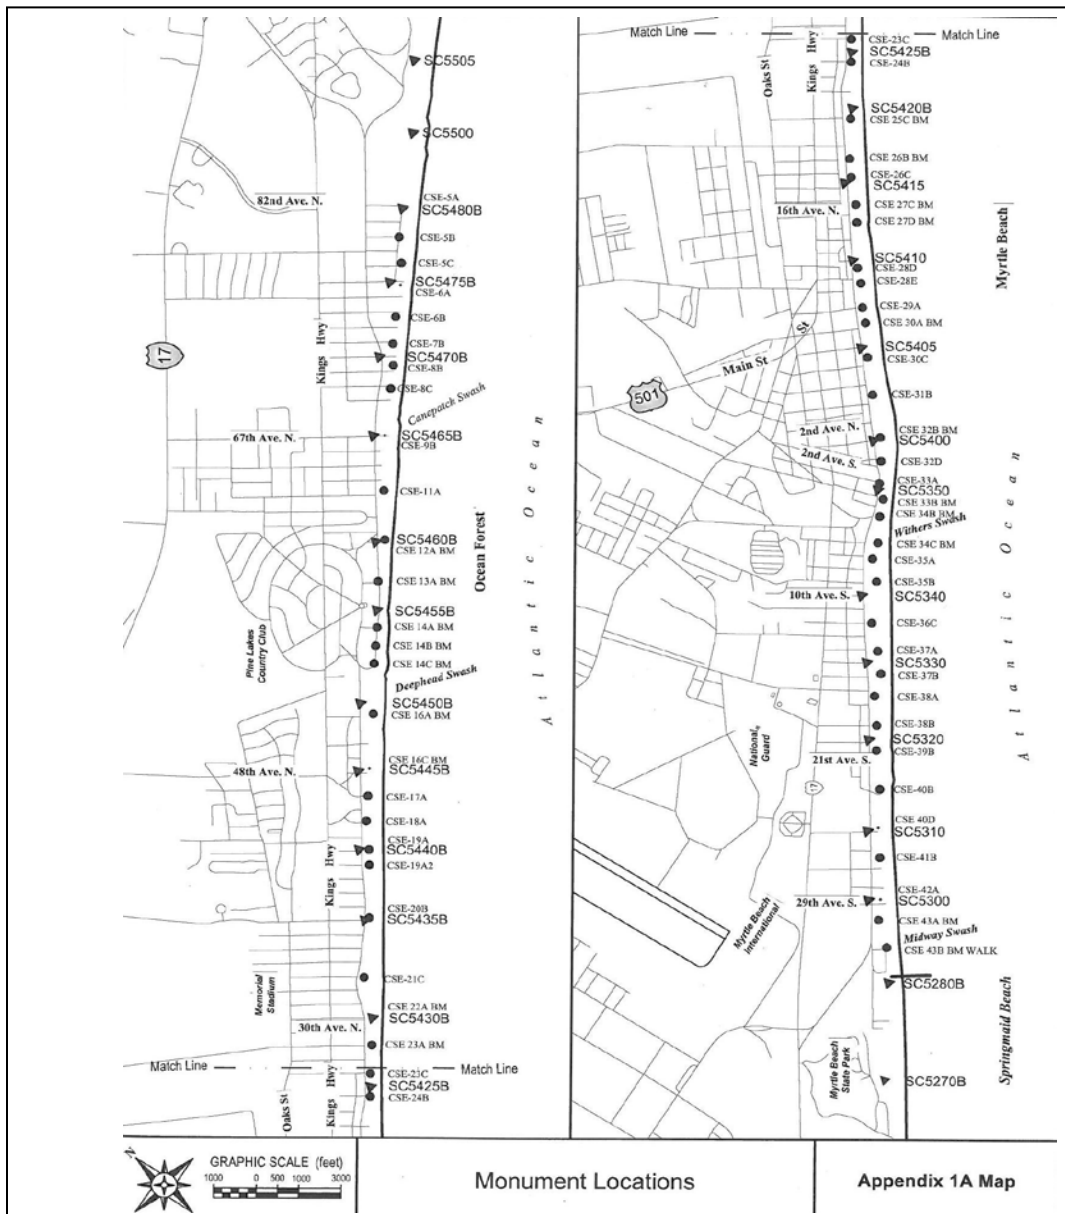 SC5505
SC5500
82nd Ave. N.
CSE-5A
SC5480B
CSE-5B
CSE-5C
SC5475B
CSE-6A
CSE-6B
Kings Hwy
17
CSE-7B
SC5470B
CSE-8B
CSE-8C
Canepatch Swash
67th Ave. N.
SC5465B
CSE-9B
CSE-11A
SC5460B
CSE 12A BM
Ocean Forest
Atlantic Ocean
CSE 13A BM
SC5455B
CSE 14A BM
CSE 14B BM
CSE 14C BM
Pine Lakes
Country Club
Deephead Swash
SC5450B
CSE 16A BM
CSE 16C BM
48th Ave. N.
SC5445B
CSE-17A
CSE-18A
CSE-19A
SC5440B
CSE-19A2
Kings Hwy
CSE-20B
SC5435B
CSE-21C
Memorial
Stadium
CSE 22A BM
SC5430B
30th Ave. N.
CSE 23A BM
Match Line
Match Line
CSE-23C
SC5425B
CSE-24B
Oaks St
Kings Hwy
Match Line
Match Line
CSE-23C
SC5425B
CSE-24B
Oaks St
Kings Hwy
SC5420B
CSE 25C BM
CSE 26B BM
CSE-26C
SC5415
16th Ave. N.
CSE 27C BM
CSE 27D BM
Myrtle Beach
SC5410
CSE-28D
CSE-28E
CSE-29A
CSE 30A BM
SC5405
CSE-30C
Main St
St
501
CSE-31B
2nd Ave. N.
CSE 32B BM
SC5400
2nd Ave. S.
CSE-32D
CSE-33A
SC5350
CSE 33B BM
CSE 34B BM
Withers Swash
CSE 34C BM
CSE-35A
CSE-35B
10th Ave. S.
SC5340
Atlantic Ocean
CSE-36C
CSE-37A
SC5330
CSE-37B
CSE-38A
CSE-38B
SC5320
CSE-39B
National
Guard
21st Ave. S.
17
CSE-40B
CSE 40D
SC5310
CSE-41B
CSE-42A
29th Ave. S.
SC5300
CSE 43A BM
Midway Swash
CSE 43B BM WALK
Myrtle Beach
International
SC5280B
Springmaid Beach
Myrtle Beach
State Park
SC5270B
N
GRAPHIC SCALE (feet)
1000 0 500 1000 3000
Monument Locations
Appendix 1A Map